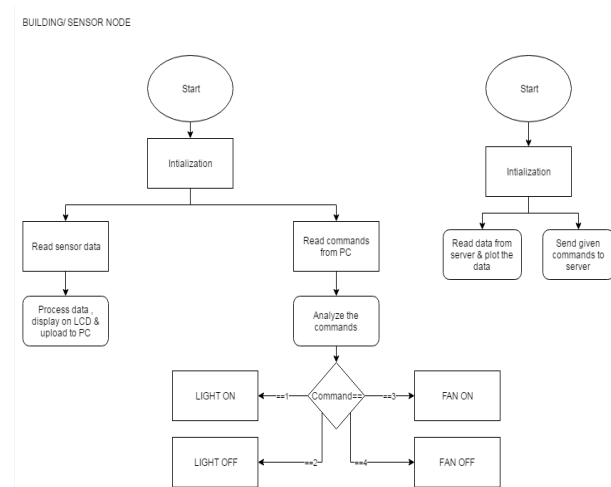 BUILDING/ SENSOR NODE
Start
Intialization
Read sensor data
Process data ,
display on LCD &
upload to PC
Read commands
from PC
Analyze the
commands
Command==
==1
LIGHT ON
==2
LIGHT OFF
==3
FAN ON
==4
FAN OFF
Start
Intialization
Read data from
server & plot the
data
Send given
commands to
server